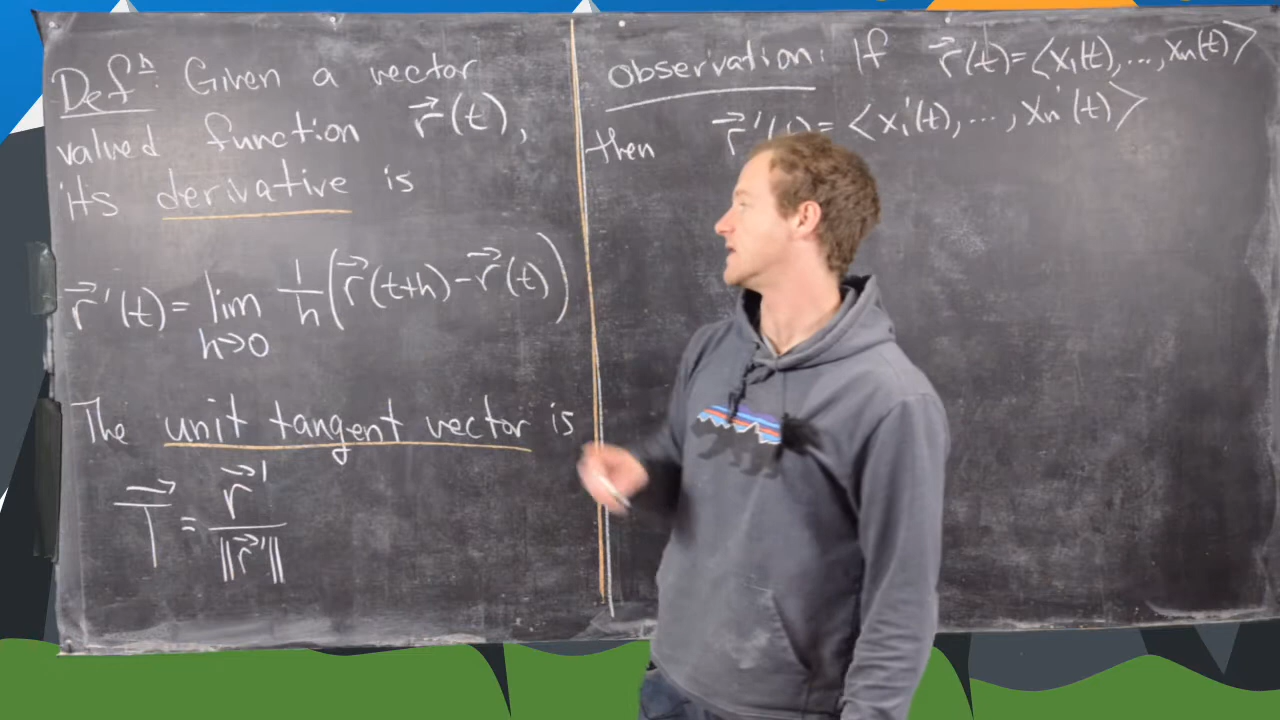 Defⁿ: Given a vector
valued function r⃗(t),
its derivative is
r⃗'(t) = lim h→0 1/h (r⃗(t+h) - r⃗(t))
The unit tangent vector is
T⃗ = r⃗' / ||r⃗'||
observation: If r⃗(t) = ⟨x₁(t), ..., xₙ(t)⟩
then r⃗'(t) = ⟨x₁'(t), ..., xₙ'(t)⟩